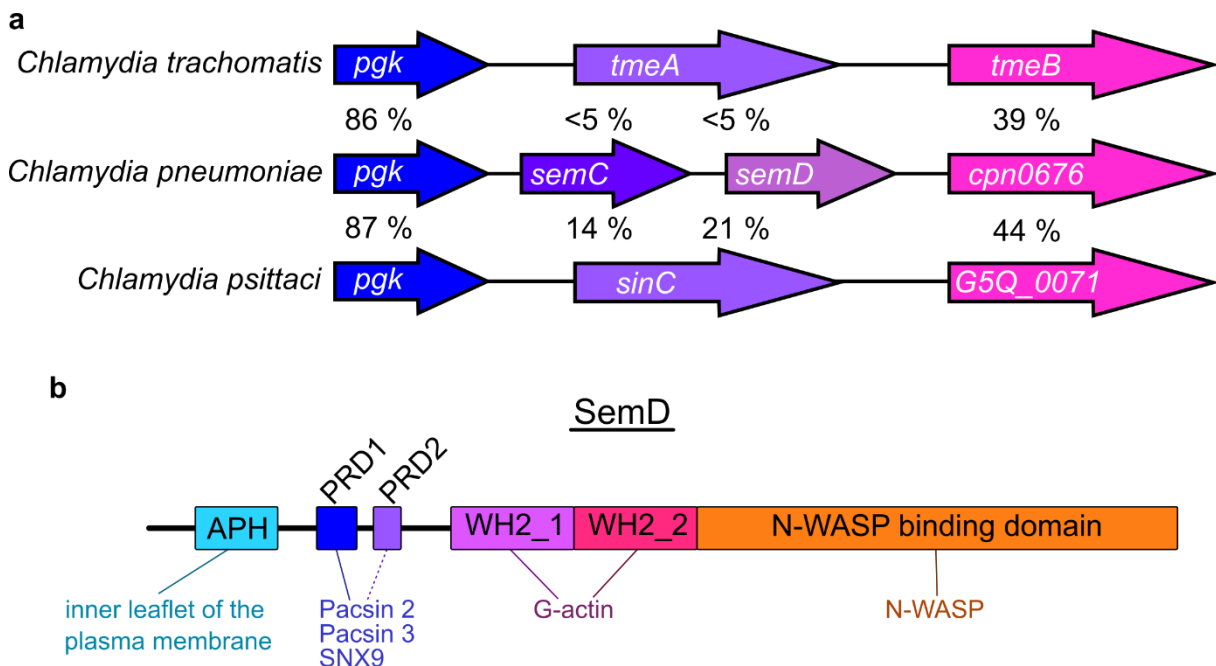 a
Chlamydia trachomatis pgk tmeA tmeB
86 % <5 % <5 % 39 %
Chlamydia pneumoniae pgk semC semD cpn0676
87 % 14 % 21 % 44 %
Chlamydia psittaci pgk sinC G5Q_0071
b
SemD
PRD1 PRD2
APH WH2_1 WH2_2 N-WASP binding domain
inner leaflet of the
plasma membrane
Pacsin 2
Pacsin 3
SNX9
G-actin
N-WASP